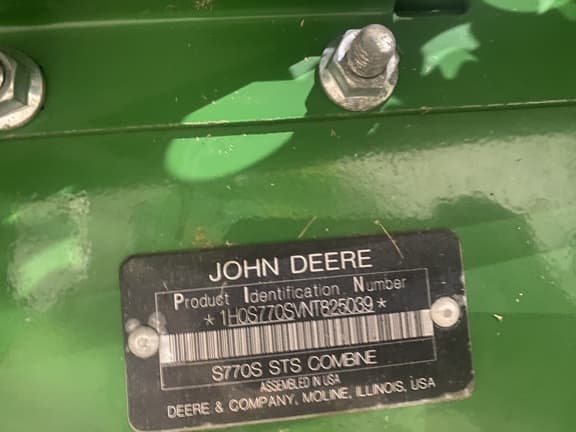 JOHN DEERE
Product Identification Number
*1H0S770SVNT825039*
S770S STS COMBINE
ASSEMBLED IN USA
DEERE & COMPANY, MOLINE, ILLINOIS, USA